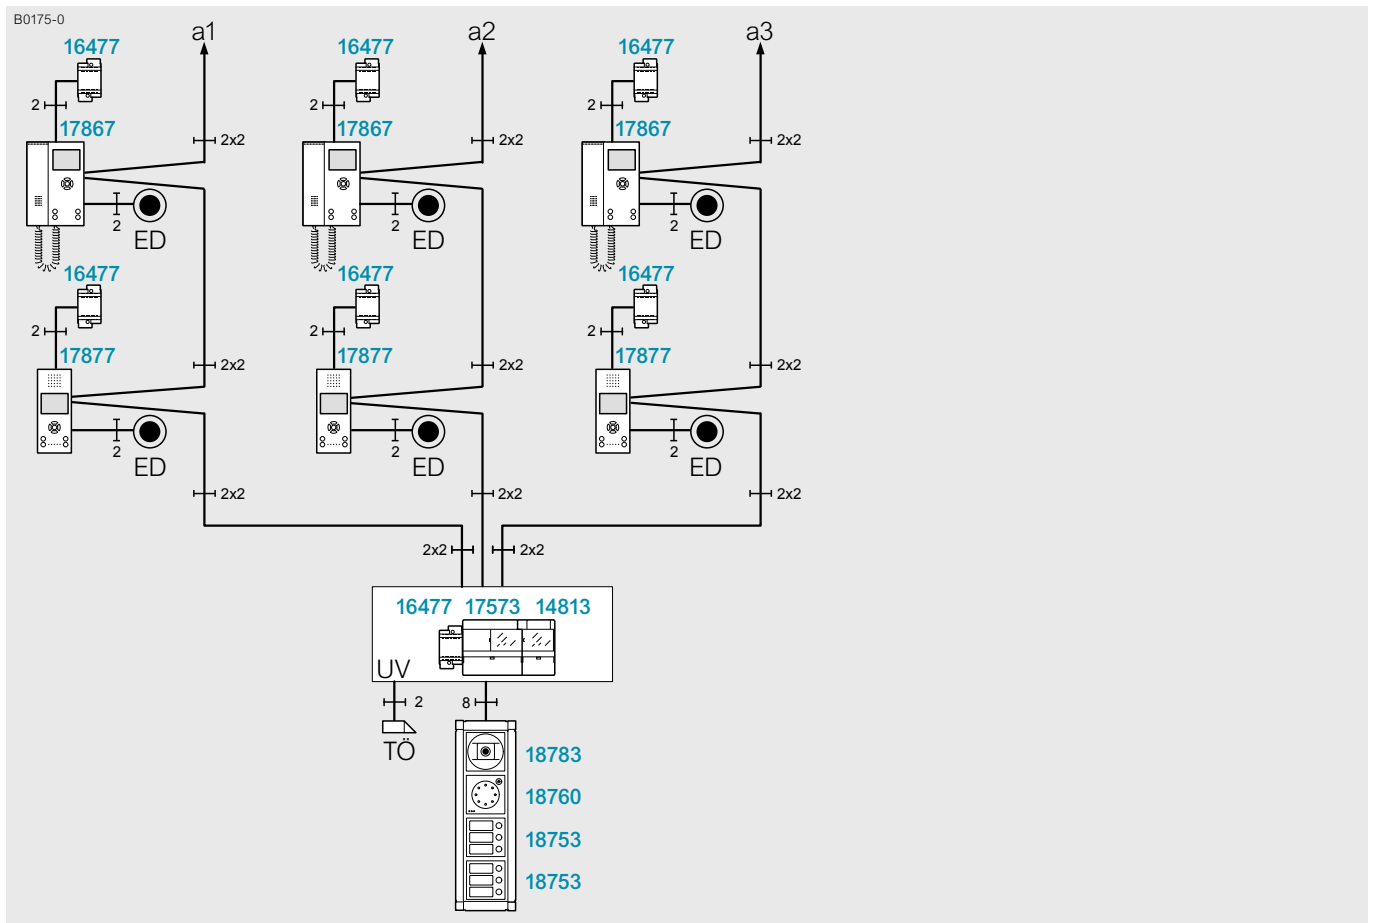 B0175-0
a1 a2 a3
16477 16477 16477
2 2 2
17867 17867 17867
2x2 2x2 2x2
2 2 2
ED ED ED
16477 16477 16477
2 2 2
17877 17877 17877
2x2 2x2 2x2
2 2 2
ED ED ED
2x2 2x2 2x2
2x2 2x2
16477 17573 14813
UV
2 8
TÖ
18783
18760
18753
18753